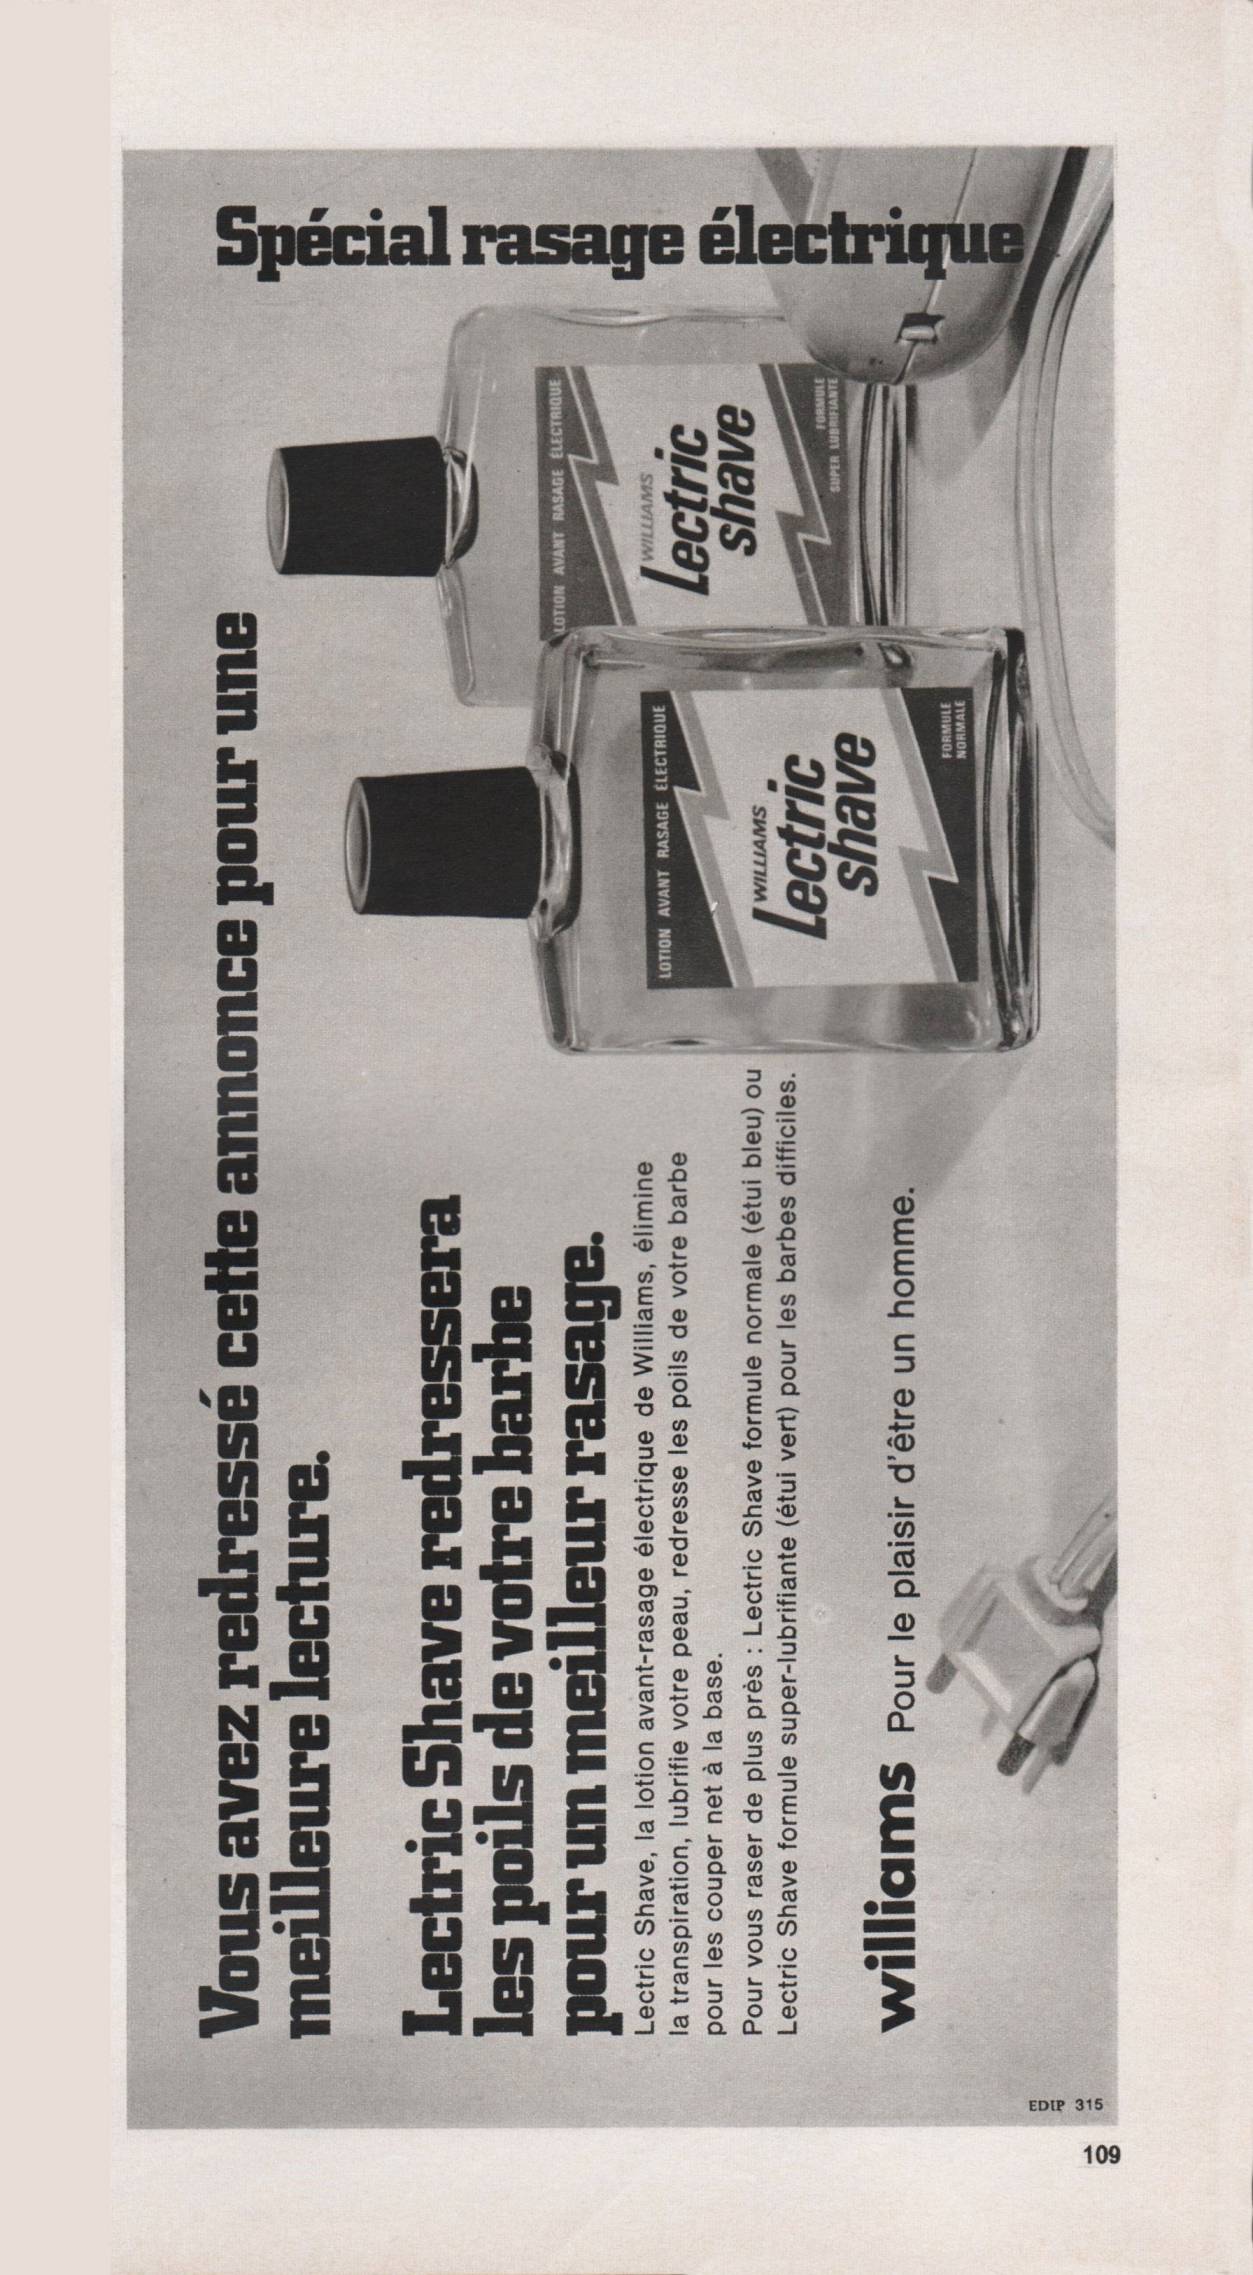 Spécial rasage électrique
Vous avez redressé cette annonce pour une
meilleure lecture.
Lectric Shave redressera
les poils de votre barbe
pour un meilleur rasage.
Lectric Shave, la lotion avant-rasage électrique de Williams, élimine
la transpiration, lubrifie votre peau, redresse les poils de votre barbe
pour les couper net à la base.
Pour vous raser de plus près : Lectric Shave formule normale (étui bleu) ou
Lectric Shave formule super-lubrifiante (étui vert) pour les barbes difficiles.
williams Pour le plaisir d'être un homme.
LOTION AVANT RASAGE ÉLECTRIQUE
WILLIAMS
Lectric
shave
FORMULE
NORMALE
LOTION AVANT RASAGE ÉLECTRIQUE
WILLIAMS
Lectric
shave
FORMULE
SUPER LUBRIFIANTE
EDIP 315
109